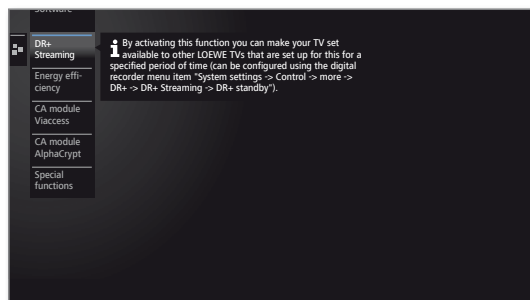 Software
DR+
Streaming
By activating this function you can make your TV set
available to other LOEWE TVs that are set up for this for a
specified period of time (can be configured using the digital
recorder menu item "System settings -> Control -> more ->
DR+ -> DR+ Streaming -> DR+ standby").
Energy effi-
ciency
CA module
Viaccess
CA module
AlphaCrypt
Special
functions